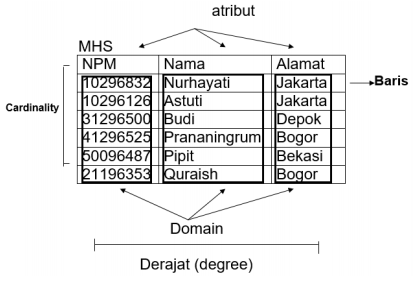 atribut
MHS
NPM Nama Alamat
10296832 Nurhayati Jakarta
Baris
10296126 Astuti Jakarta
Cardinality
31296500 Budi Depok
41296525 Prananingrum Bogor
50096487 Pipit Bekasi
21196353 Quraish Bogor
Domain
Derajat (degree)